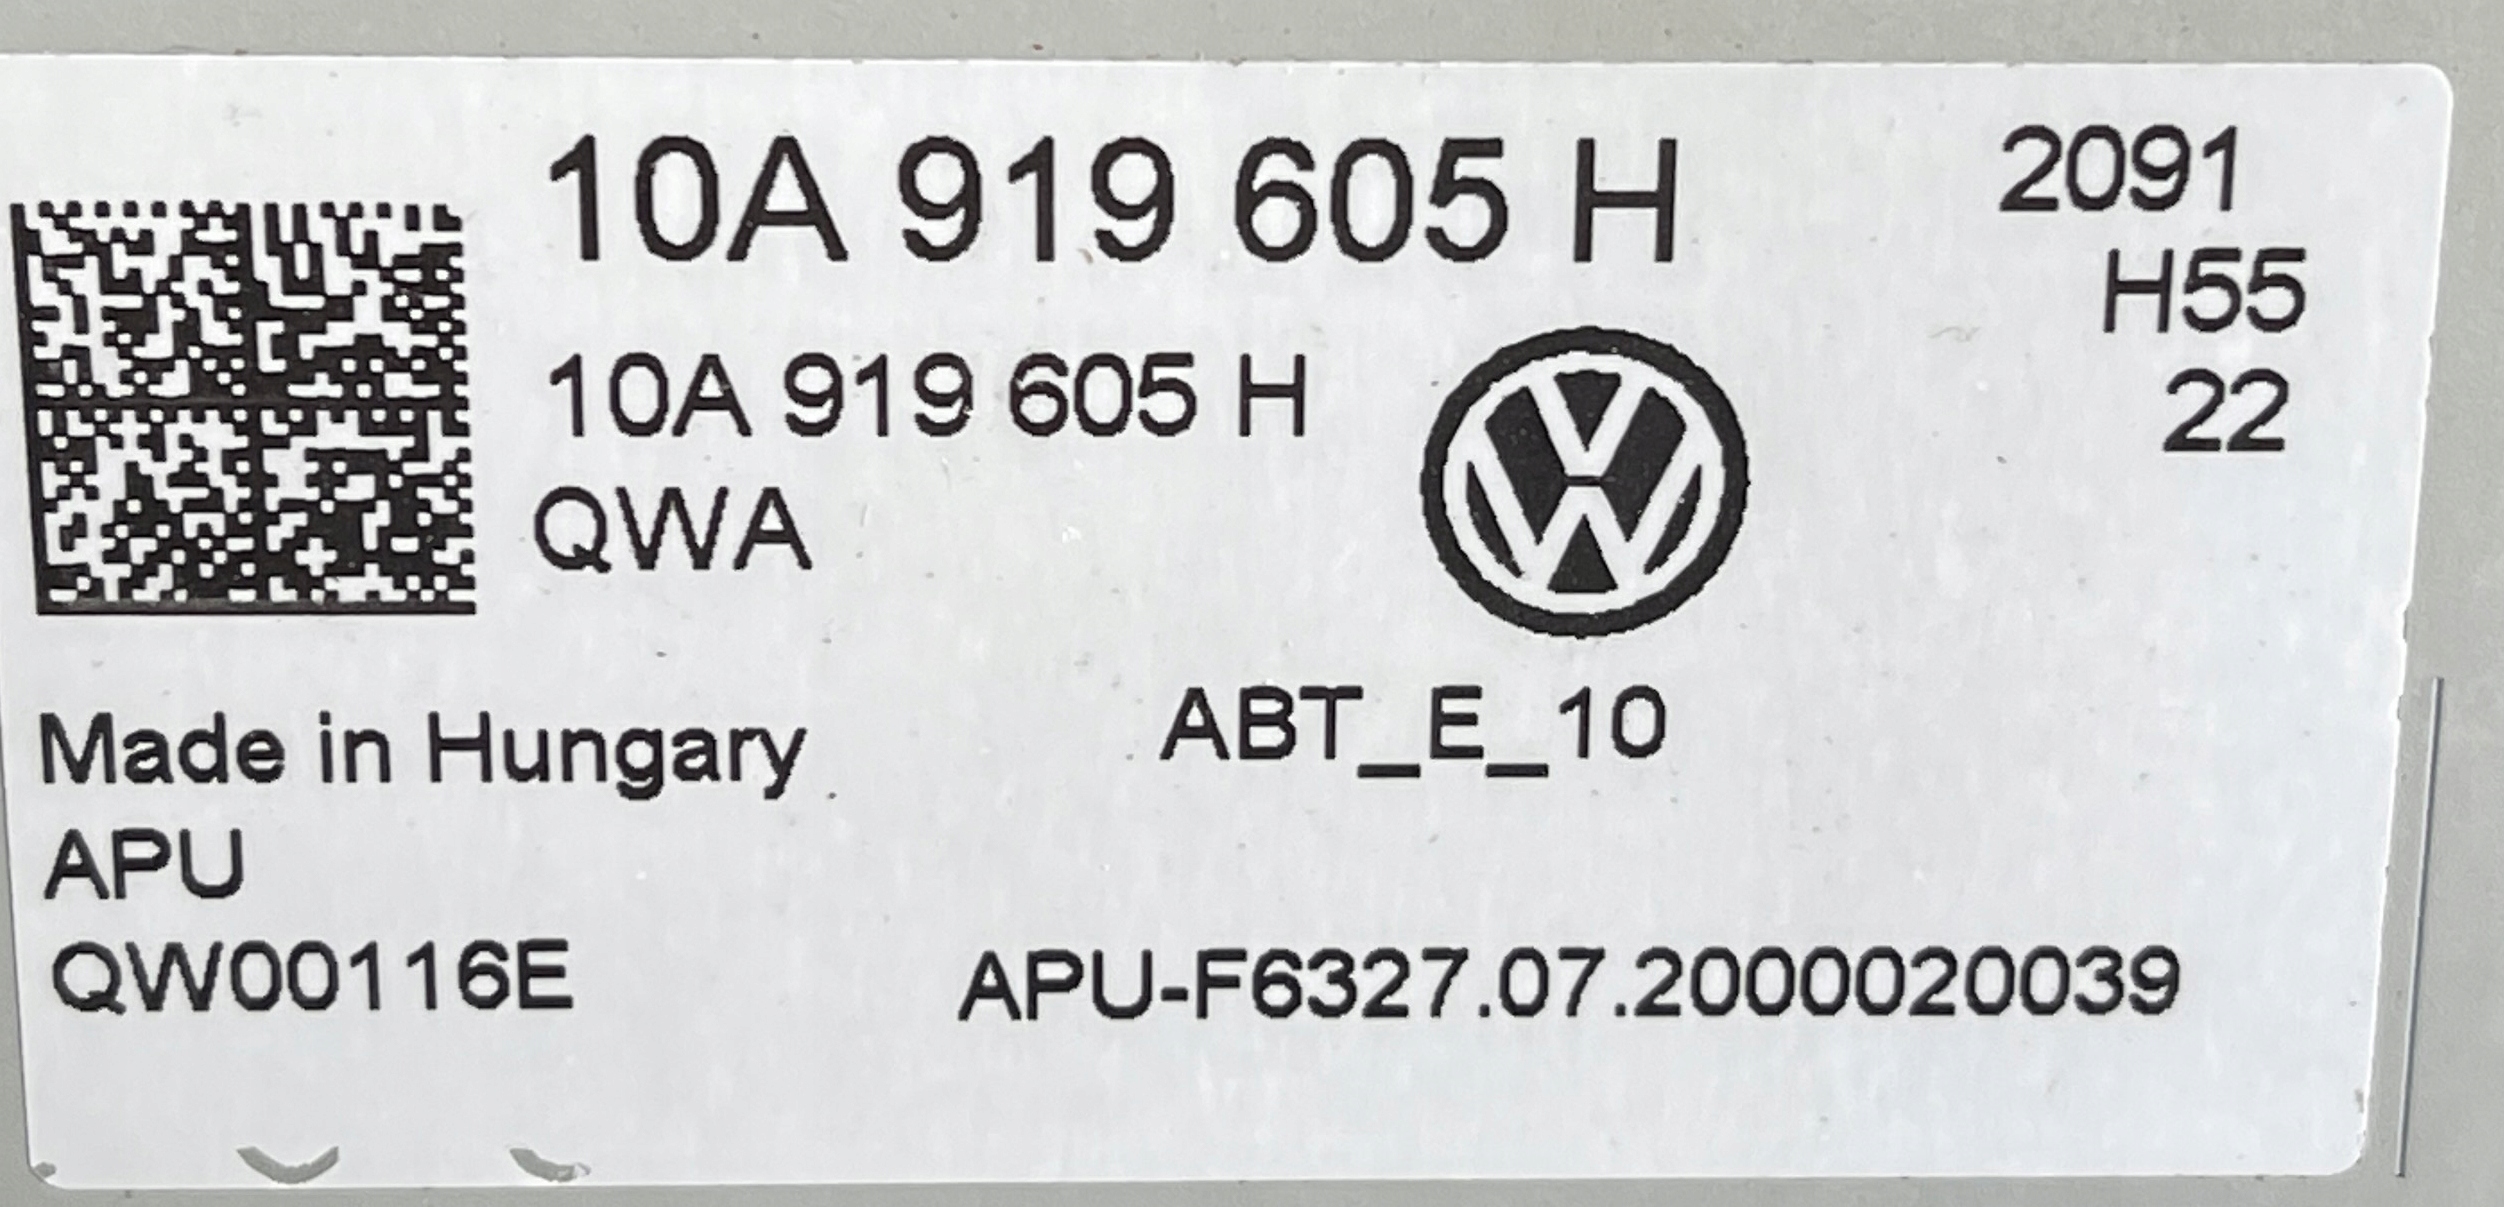 10A 919 605 H
2091
H55
22
10A 919 605 H
QWA
ABT_E_10
Made in Hungary
APU
QW00116E
APU-F6327.07.2000020039